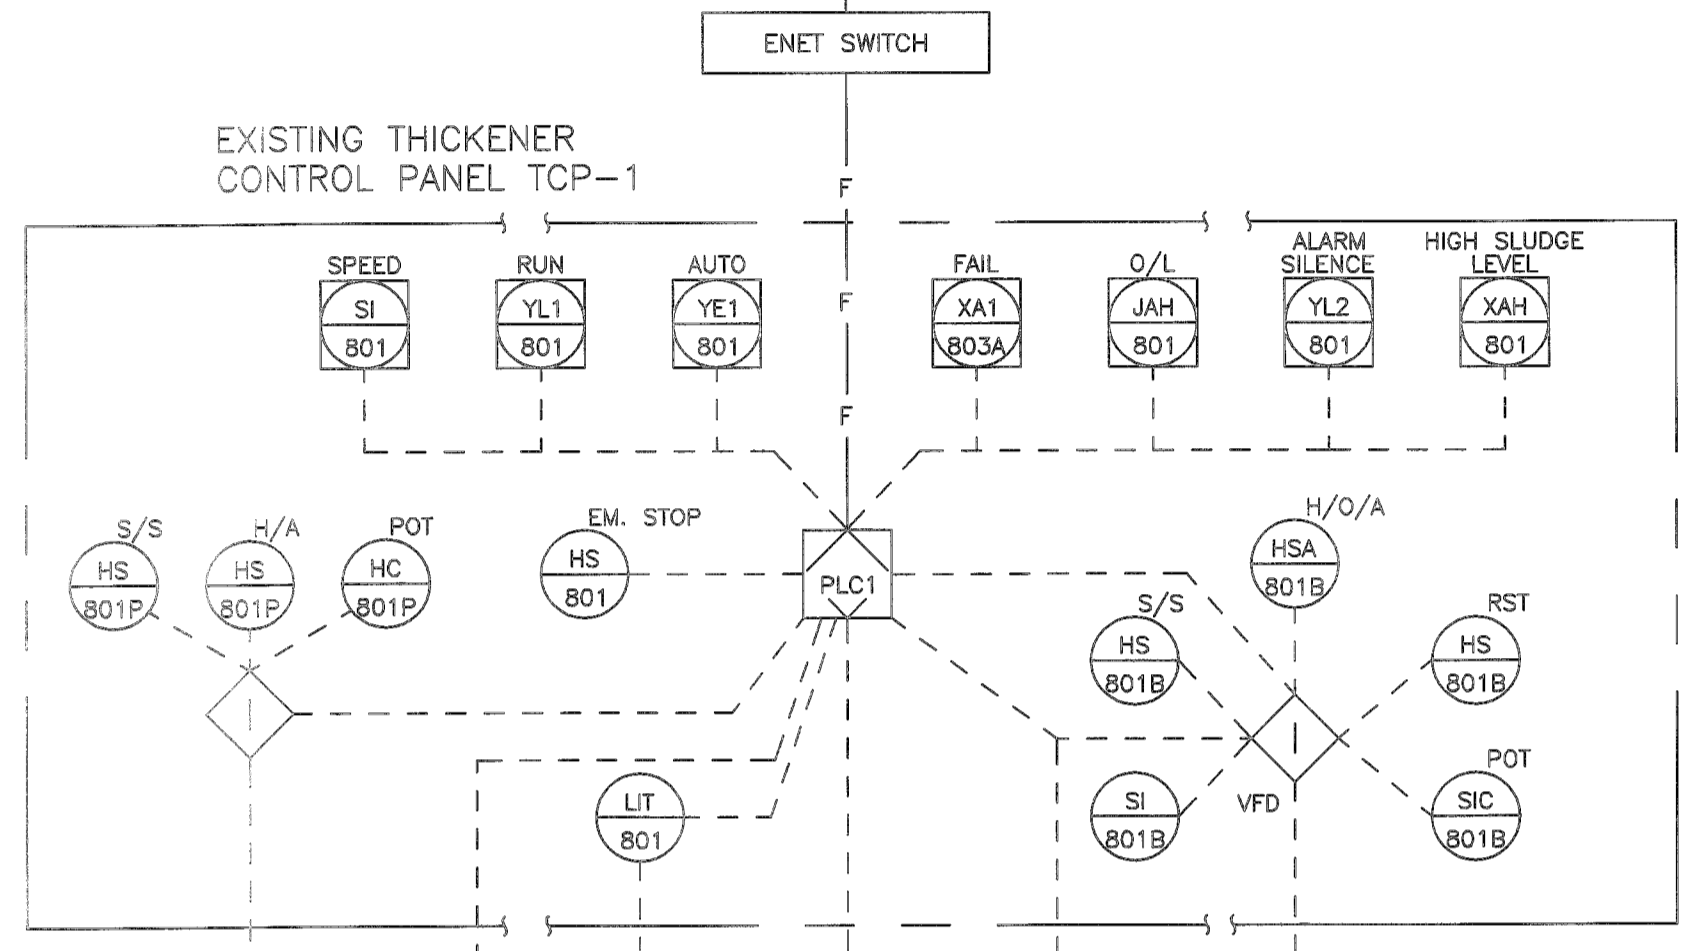 ENET SWITCH
EXISTING THICKENER
CONTROL PANEL TCP-1
F
SPEED
SI
801
RUN
YL1
801
AUTO
YE1
801
F
FAIL
XA1
803A
O/L
JAH
801
ALARM
SILENCE
YL2
801
HIGH SLUDGE
LEVEL
XAH
801
F
S/S
HS
801P
H/A
HS
801P
POT
HC
801P
EM. STOP
HS
801
PLC1
H/O/A
HSA
801B
S/S
HS
801B
RST
HS
801B
LIT
801
SI
801B
VFD
POT
SIC
801B